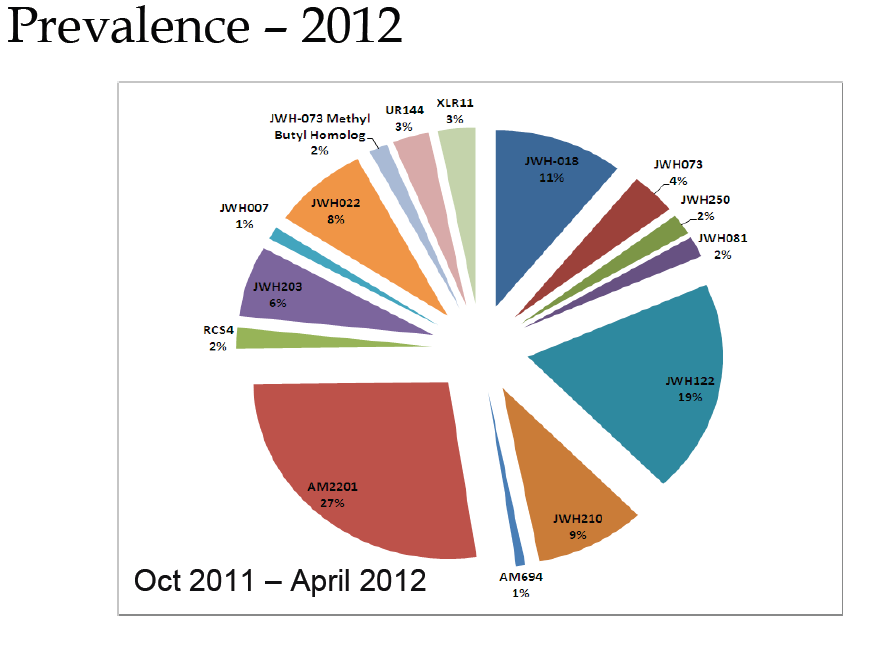 Prevalence – 2012
XLR11
3%
UR144
3%
JWH-073 Methyl
Butyl Homolog
2%
JWH-018
11%
JWH073
4%
JWH250
2%
JWH081
2%
JWH022
8%
JWH007
1%
JWH203
6%
RCS4
2%
JWH122
19%
AM2201
27%
JWH210
9%
AM694
1%
Oct 2011 – April 2012